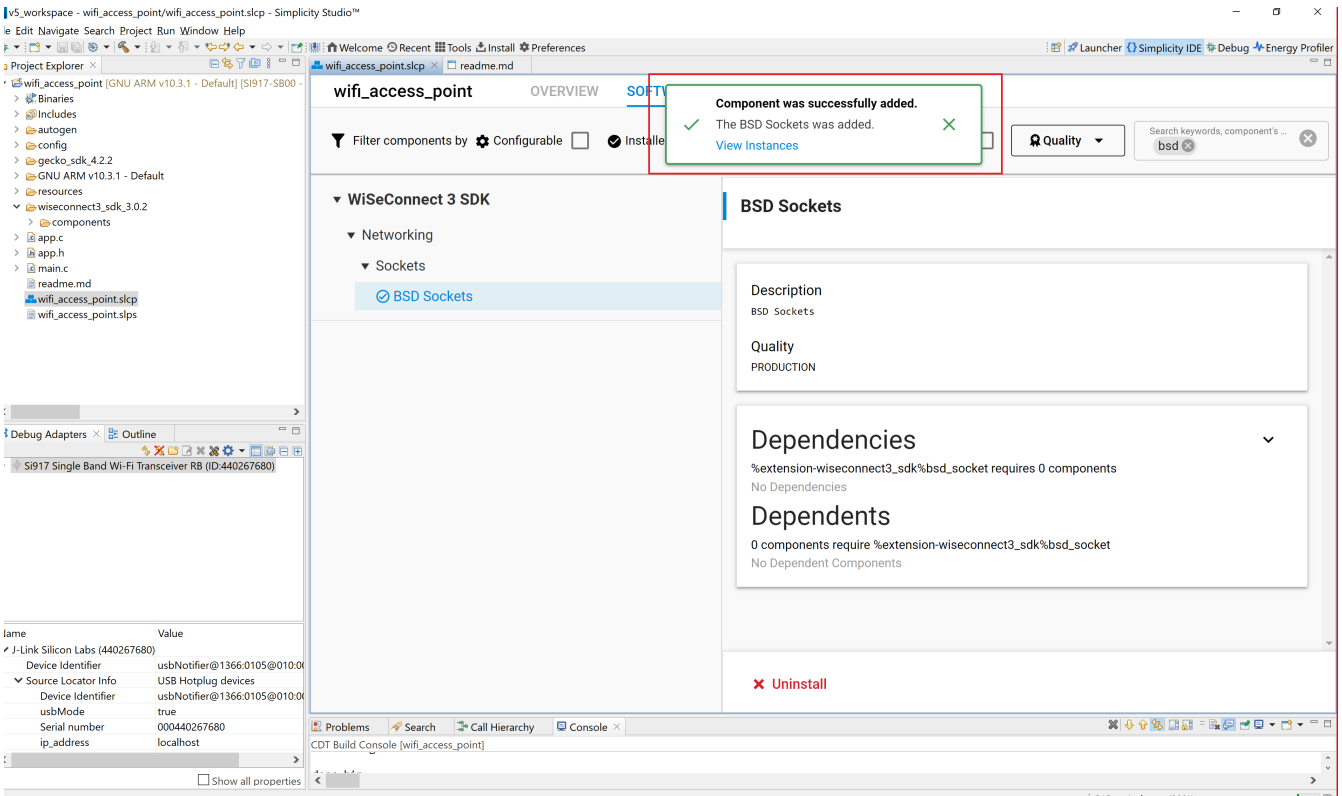 v5_workspace - wifi_access_point/wifi_access_point.slcp - Simplicity Studio™
Edit Navigate Search Project Run Window Help
Welcome Recent Tools Install Preferences
Launcher {} Simplicity IDE Debug Energy Profiler
Project Explorer
wifi_access_point [GNU ARM v10.3.1 - Default] [SI917-SB00 -
Binaries
Includes
autogen
config
gecko_sdk_4.2.2
GNU ARM v10.3.1 - Default
resources
wiseconnect3_sdk_3.0.2
components
app.c
app.h
main.c
readme.md
wifi_access_point.slcp
wifi_access_point.slps
Debug Adapters Outline
Si917 Single Band Wi-Fi Transceiver RB (ID:440267680)
Value
J-Link Silicon Labs (440267680)
Device Identifier usbNotifier@1366:0105@010:0
Source Locator Info USB Hotplug devices
Device Identifier usbNotifier@1366:0105@010:0
usbMode true
Serial number 000440267680
ip_address localhost
Show all properties
wifi_access_point.slcp readme.md
wifi_access_point OVERVIEW SOFTW
Component was successfully added.
The BSD Sockets was added.
View Instances
Filter components by Configurable Installe
Quality
Search keywords, component's ...
bsd
WiSeConnect 3 SDK
Networking
Sockets
BSD Sockets
BSD Sockets
Description
BSD Sockets
Quality
PRODUCTION
Dependencies
%extension-wiseconnect3_sdk%bsd_socket requires 0 components
No Dependencies
Dependents
0 components require %extension-wiseconnect3_sdk%bsd_socket
No Dependent Components
Uninstall
Problems Search Call Hierarchy Console
CDT Build Console [wifi_access_point]